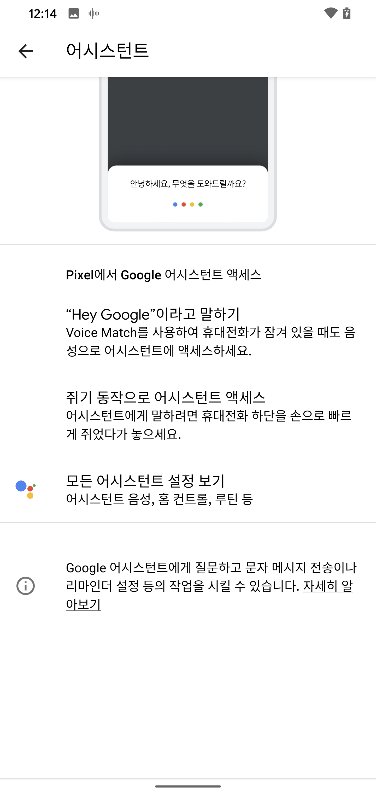 12:14
어시스턴트
안녕하세요, 무엇을 도와드릴까요?
Pixel에서 Google 어시스턴트 액세스
“Hey Google”이라고 말하기
Voice Match를 사용하여 휴대전화가 잠겨 있을 때도 음
성으로 어시스턴트에 액세스하세요.
쥐기 동작으로 어시스턴트 액세스
어시스턴트에게 말하려면 휴대전화 하단을 손으로 빠르
게 쥐었다가 놓으세요.
모든 어시스턴트 설정 보기
어시스턴트 음성, 홈 컨트롤, 루틴 등
Google 어시스턴트에게 질문하고 문자 메시지 전송이나
리마인더 설정 등의 작업을 시킬 수 있습니다. 자세히 알
아보기